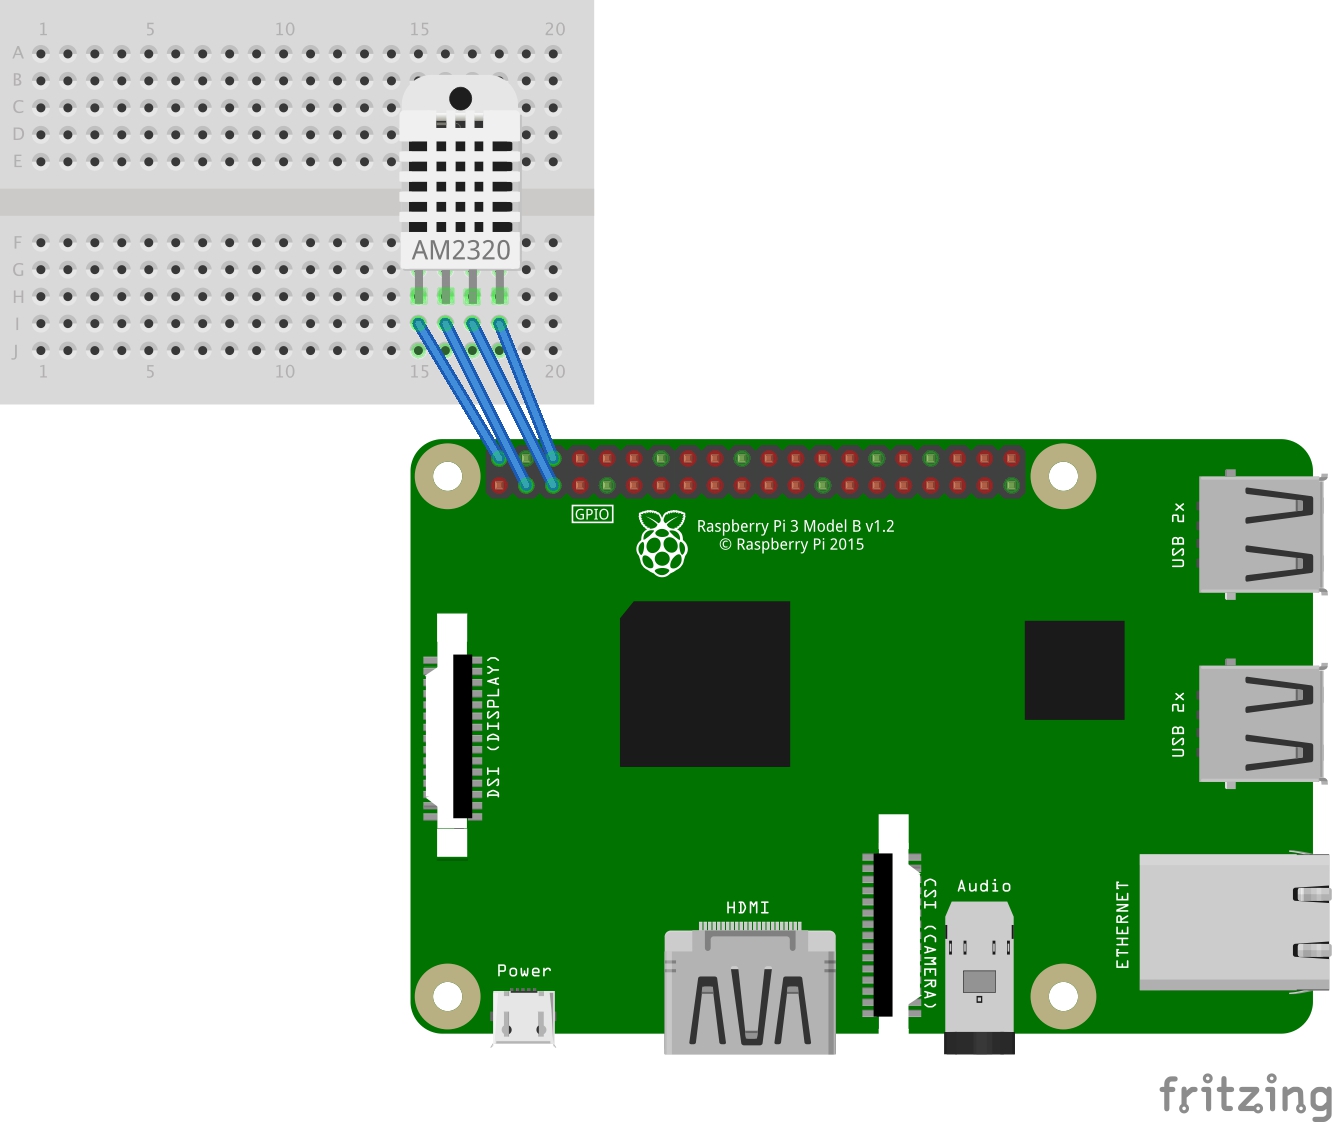 1 5 10 15 20
A
B
C
D
E
F
G
H
I
J
AM2320
1 5 10 15 20
GPIO
Raspberry Pi 3 Model B v1.2
© Raspberry Pi 2015
USB 2x
USB 2x
DSI (DISPLAY)
CSI (CAMERA)
Audio
ETHERNET
HDMI
Power
fritzing